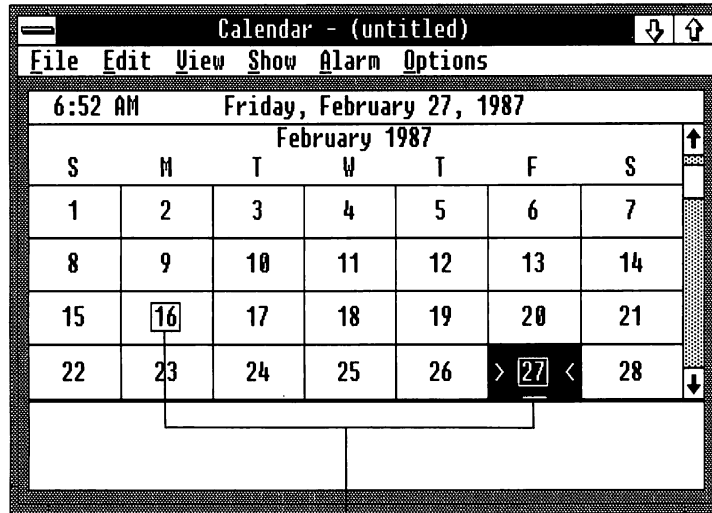 Calendar - (untitled)
File Edit View Show Alarm Options
6:52 AM Friday, February 27, 1987
February 1987
S M T W T F S
1 2 3 4 5 6 7
8 9 10 11 12 13 14
15 16 17 18 19 20 21
22 23 24 25 26 > 27 < 28